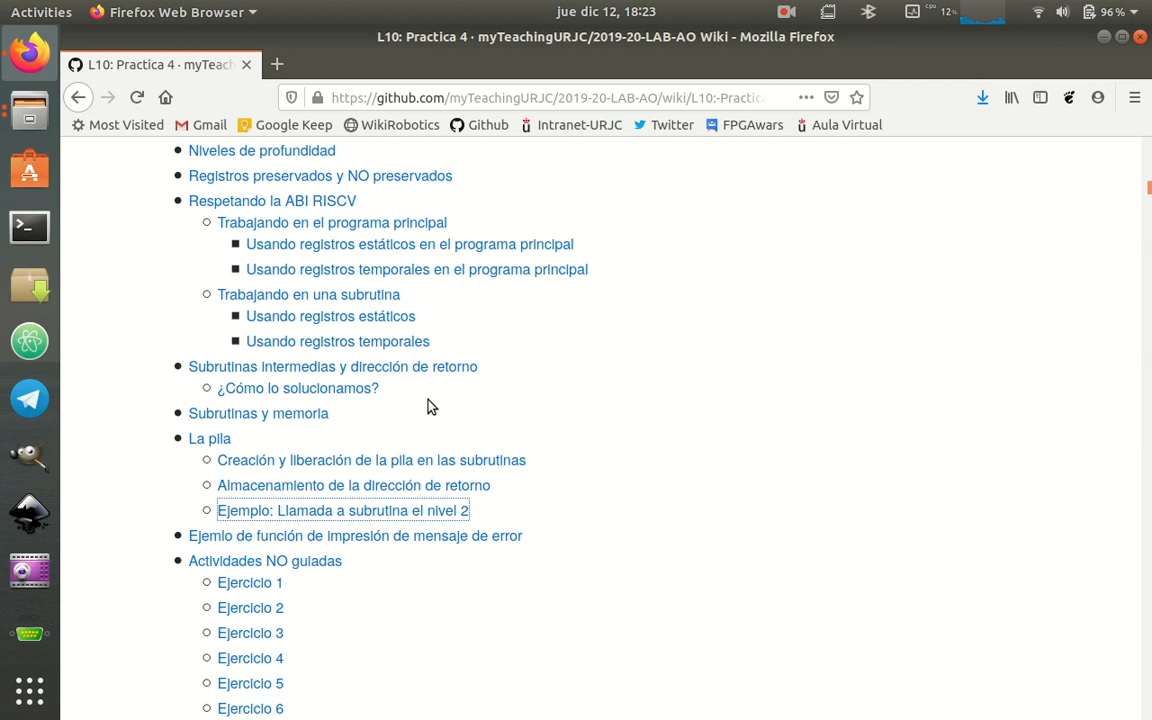 Activities Firefox Web Browser jue dic 12, 18:23 cpu 12% 96%
L10: Practica 4 · myTeachingURJC/2019-20-LAB-AO Wiki - Mozilla Firefox
L10: Practica 4 · myTeach
https://github.com/myTeachingURJC/2019-20-LAB-AO/wiki/L10:-Practica
Most Visited Gmail Google Keep WikiRobotics Github Intranet-URJC Twitter FPGAwars Aula Virtual
Niveles de profundidad
Registros preservados y NO preservados
Respetando la ABI RISCV
Trabajando en el programa principal
Usando registros estáticos en el programa principal
Usando registros temporales en el programa principal
Trabajando en una subrutina
Usando registros estáticos
Usando registros temporales
Subrutinas intermedias y dirección de retorno
¿Cómo lo solucionamos?
Subrutinas y memoria
La pila
Creación y liberación de la pila en las subrutinas
Almacenamiento de la dirección de retorno
Ejemplo: Llamada a subrutina el nivel 2
Ejemlo de función de impresión de mensaje de error
Actividades NO guiadas
Ejercicio 1
Ejercicio 2
Ejercicio 3
Ejercicio 4
Ejercicio 5
Ejercicio 6